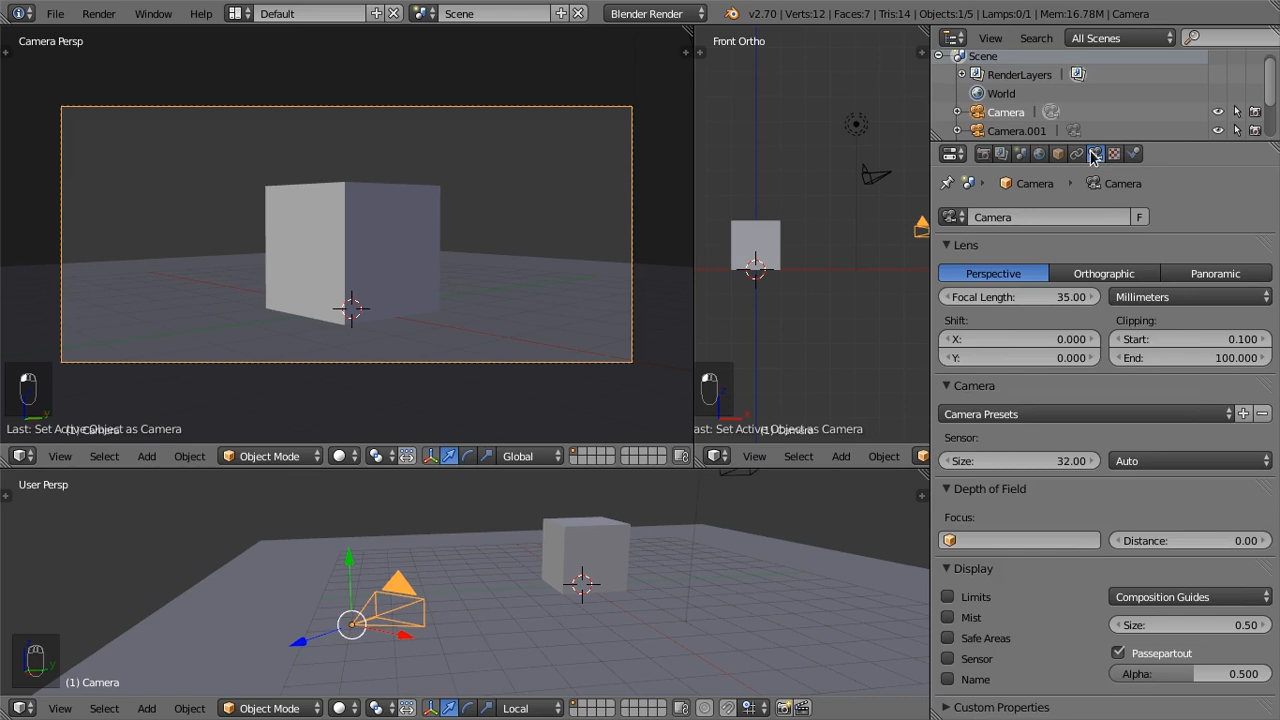 File Render Window Help Default Scene Blender Render v2.70 | Verts:12 | Faces:7 | Tris:14 | Objects:1/5 | Lamps:0/1 | Mem:16.78M | Camera
Camera Persp
Front Ortho
View Search All Scenes
Scene
RenderLayers
World
Camera
Camera.001
Camera Camera
Camera F
Lens
Perspective Orthographic Panoramic
Focal Length: 35.00 Millimeters
Shift: Clipping:
X: 0.000 Start: 0.100
Y: 0.000 End: 100.000
Camera
Camera Presets
Sensor:
Size: 32.00 Auto
Depth of Field
Focus:
Distance: 0.00
Display
Limits Composition Guides
Mist Size: 0.50
Safe Areas
Sensor Passepartout
Name Alpha: 0.500
Custom Properties
Last: Set Active Object as Camera
ast: Set Active Object as Camera
View Select Add Object Object Mode Global
View Select Add Object
User Persp
(1) Camera
View Select Add Object Object Mode Local